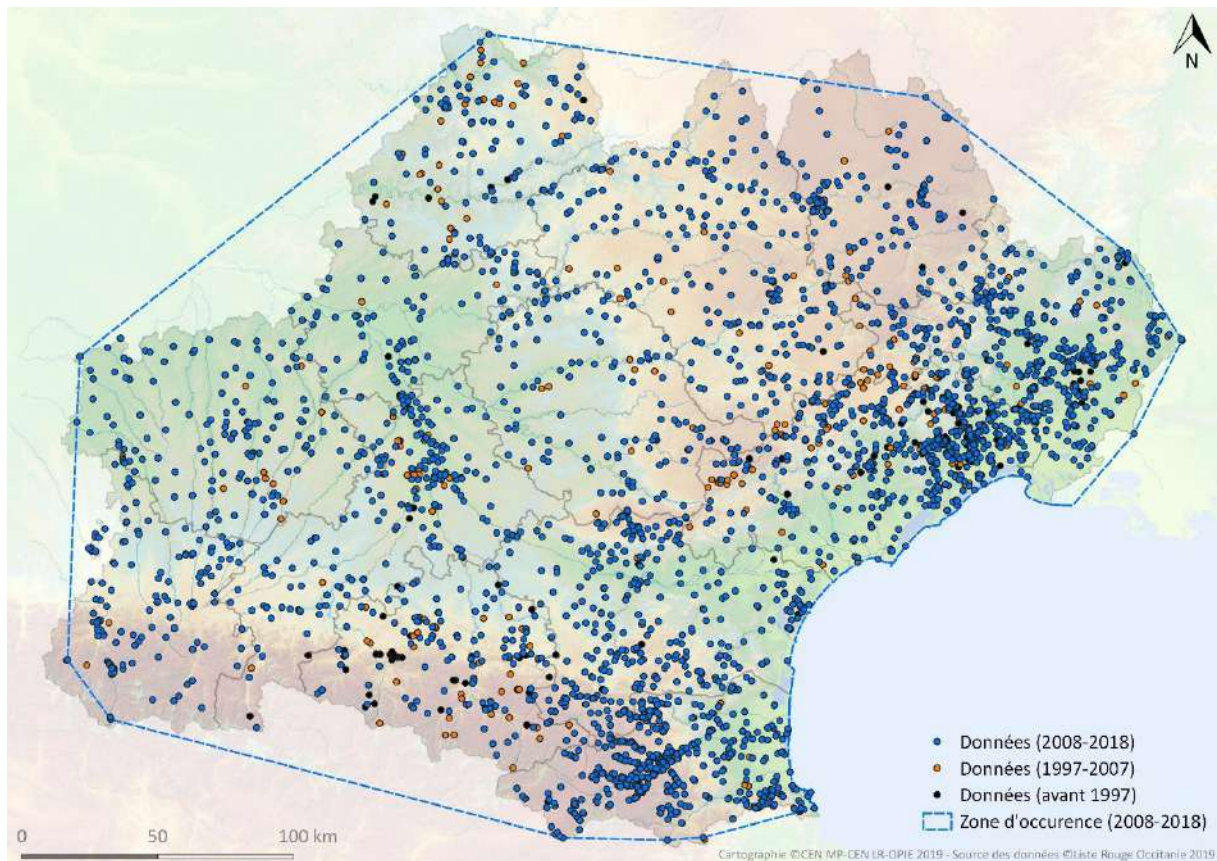 N
Données (2008-2018)
Données (1997-2007)
Données (avant 1997)
Zone d'occurence (2008-2018)
0 50 100 km
Cartographie ©CEN MP-CEN LR-OPIE 2019 - Source des données ©Liste Rouge Occitanie 2019